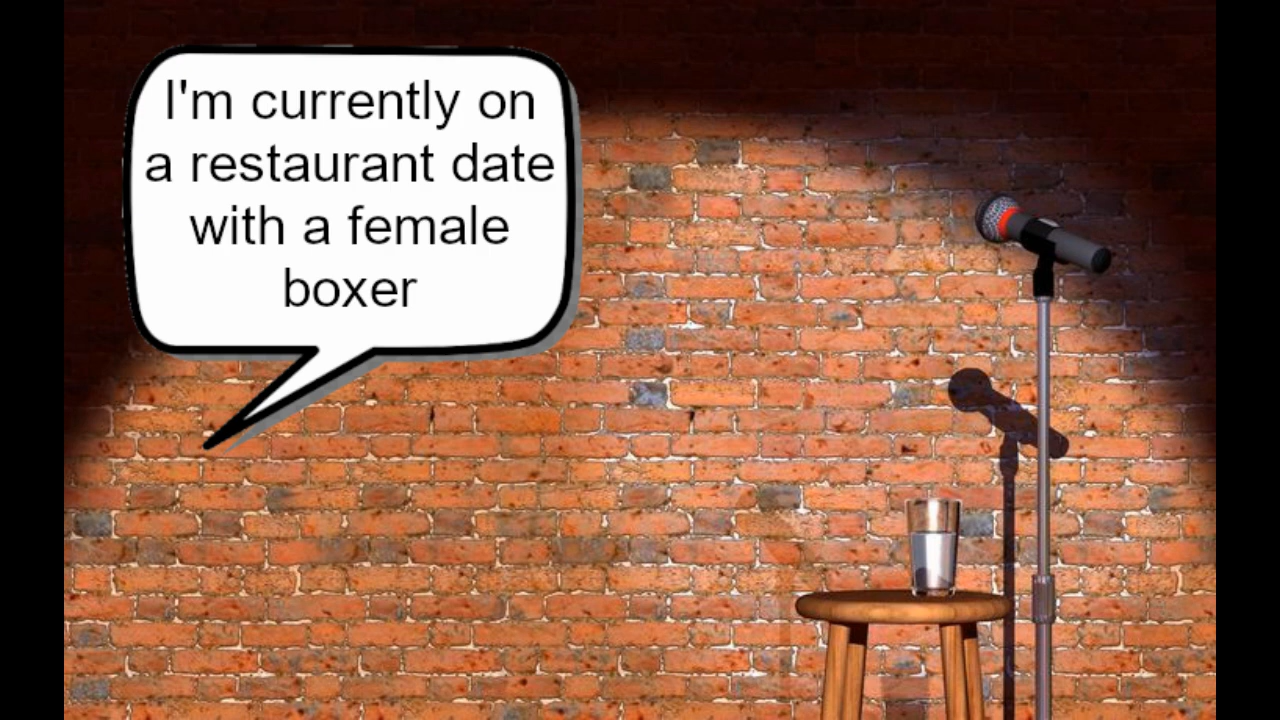 I'm currently on
a restaurant date
with a female
boxer